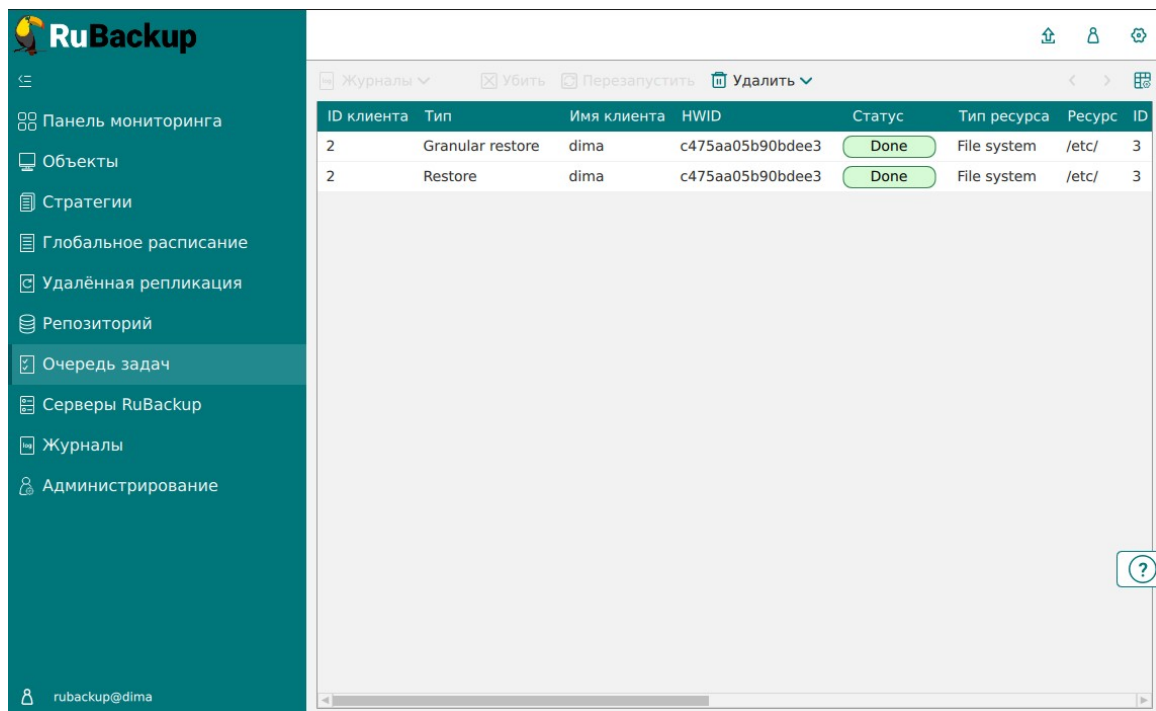 RuBackup
Журналы Убить Перезапустить Удалить
Панель мониторинга
Объекты
Стратегии
Глобальное расписание
Удалённая репликация
Репозиторий
Очередь задач
Серверы RuBackup
Журналы
Администрирование
rubackup@dima
ID клиента Тип Имя клиента HWID Статус Тип ресурса Ресурс ID
2 Granular restore dima c475aa05b90bdee3 Done File system /etc/ 3
2 Restore dima c475aa05b90bdee3 Done File system /etc/ 3
?